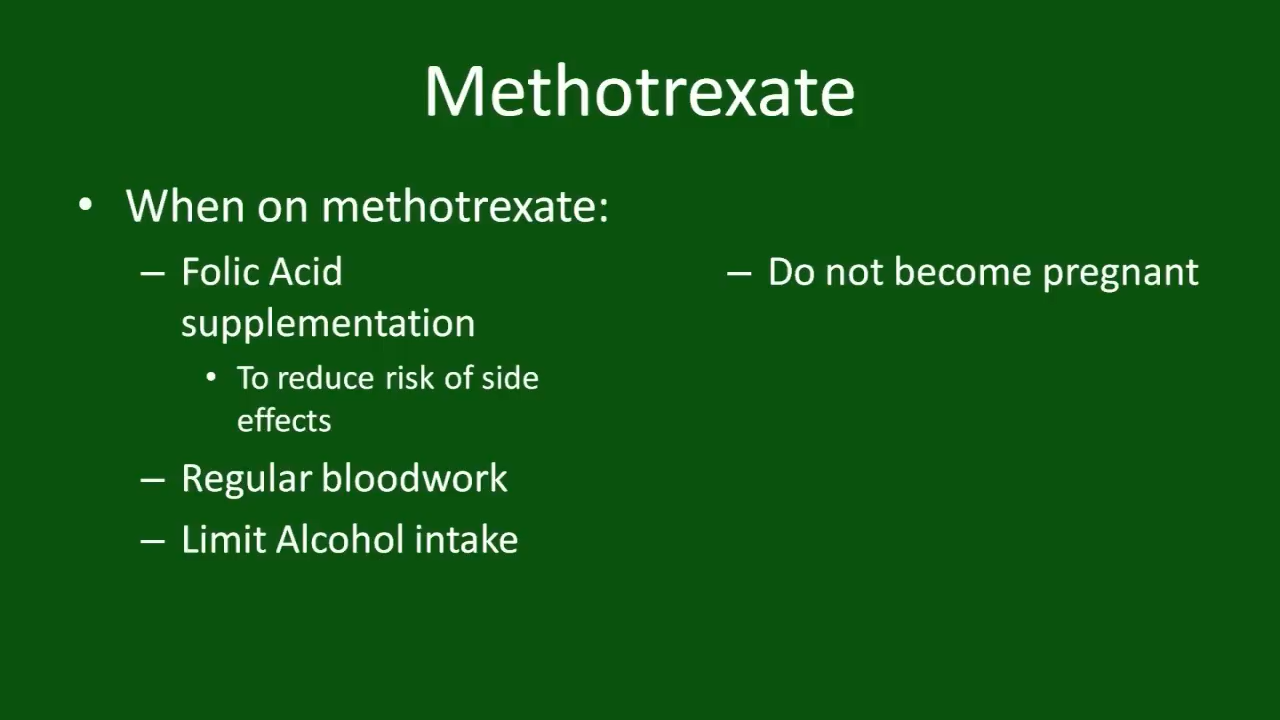 Methotrexate
• When on methotrexate:
– Folic Acid
supplementation
• To reduce risk of side
effects
– Regular bloodwork
– Limit Alcohol intake
– Do not become pregnant